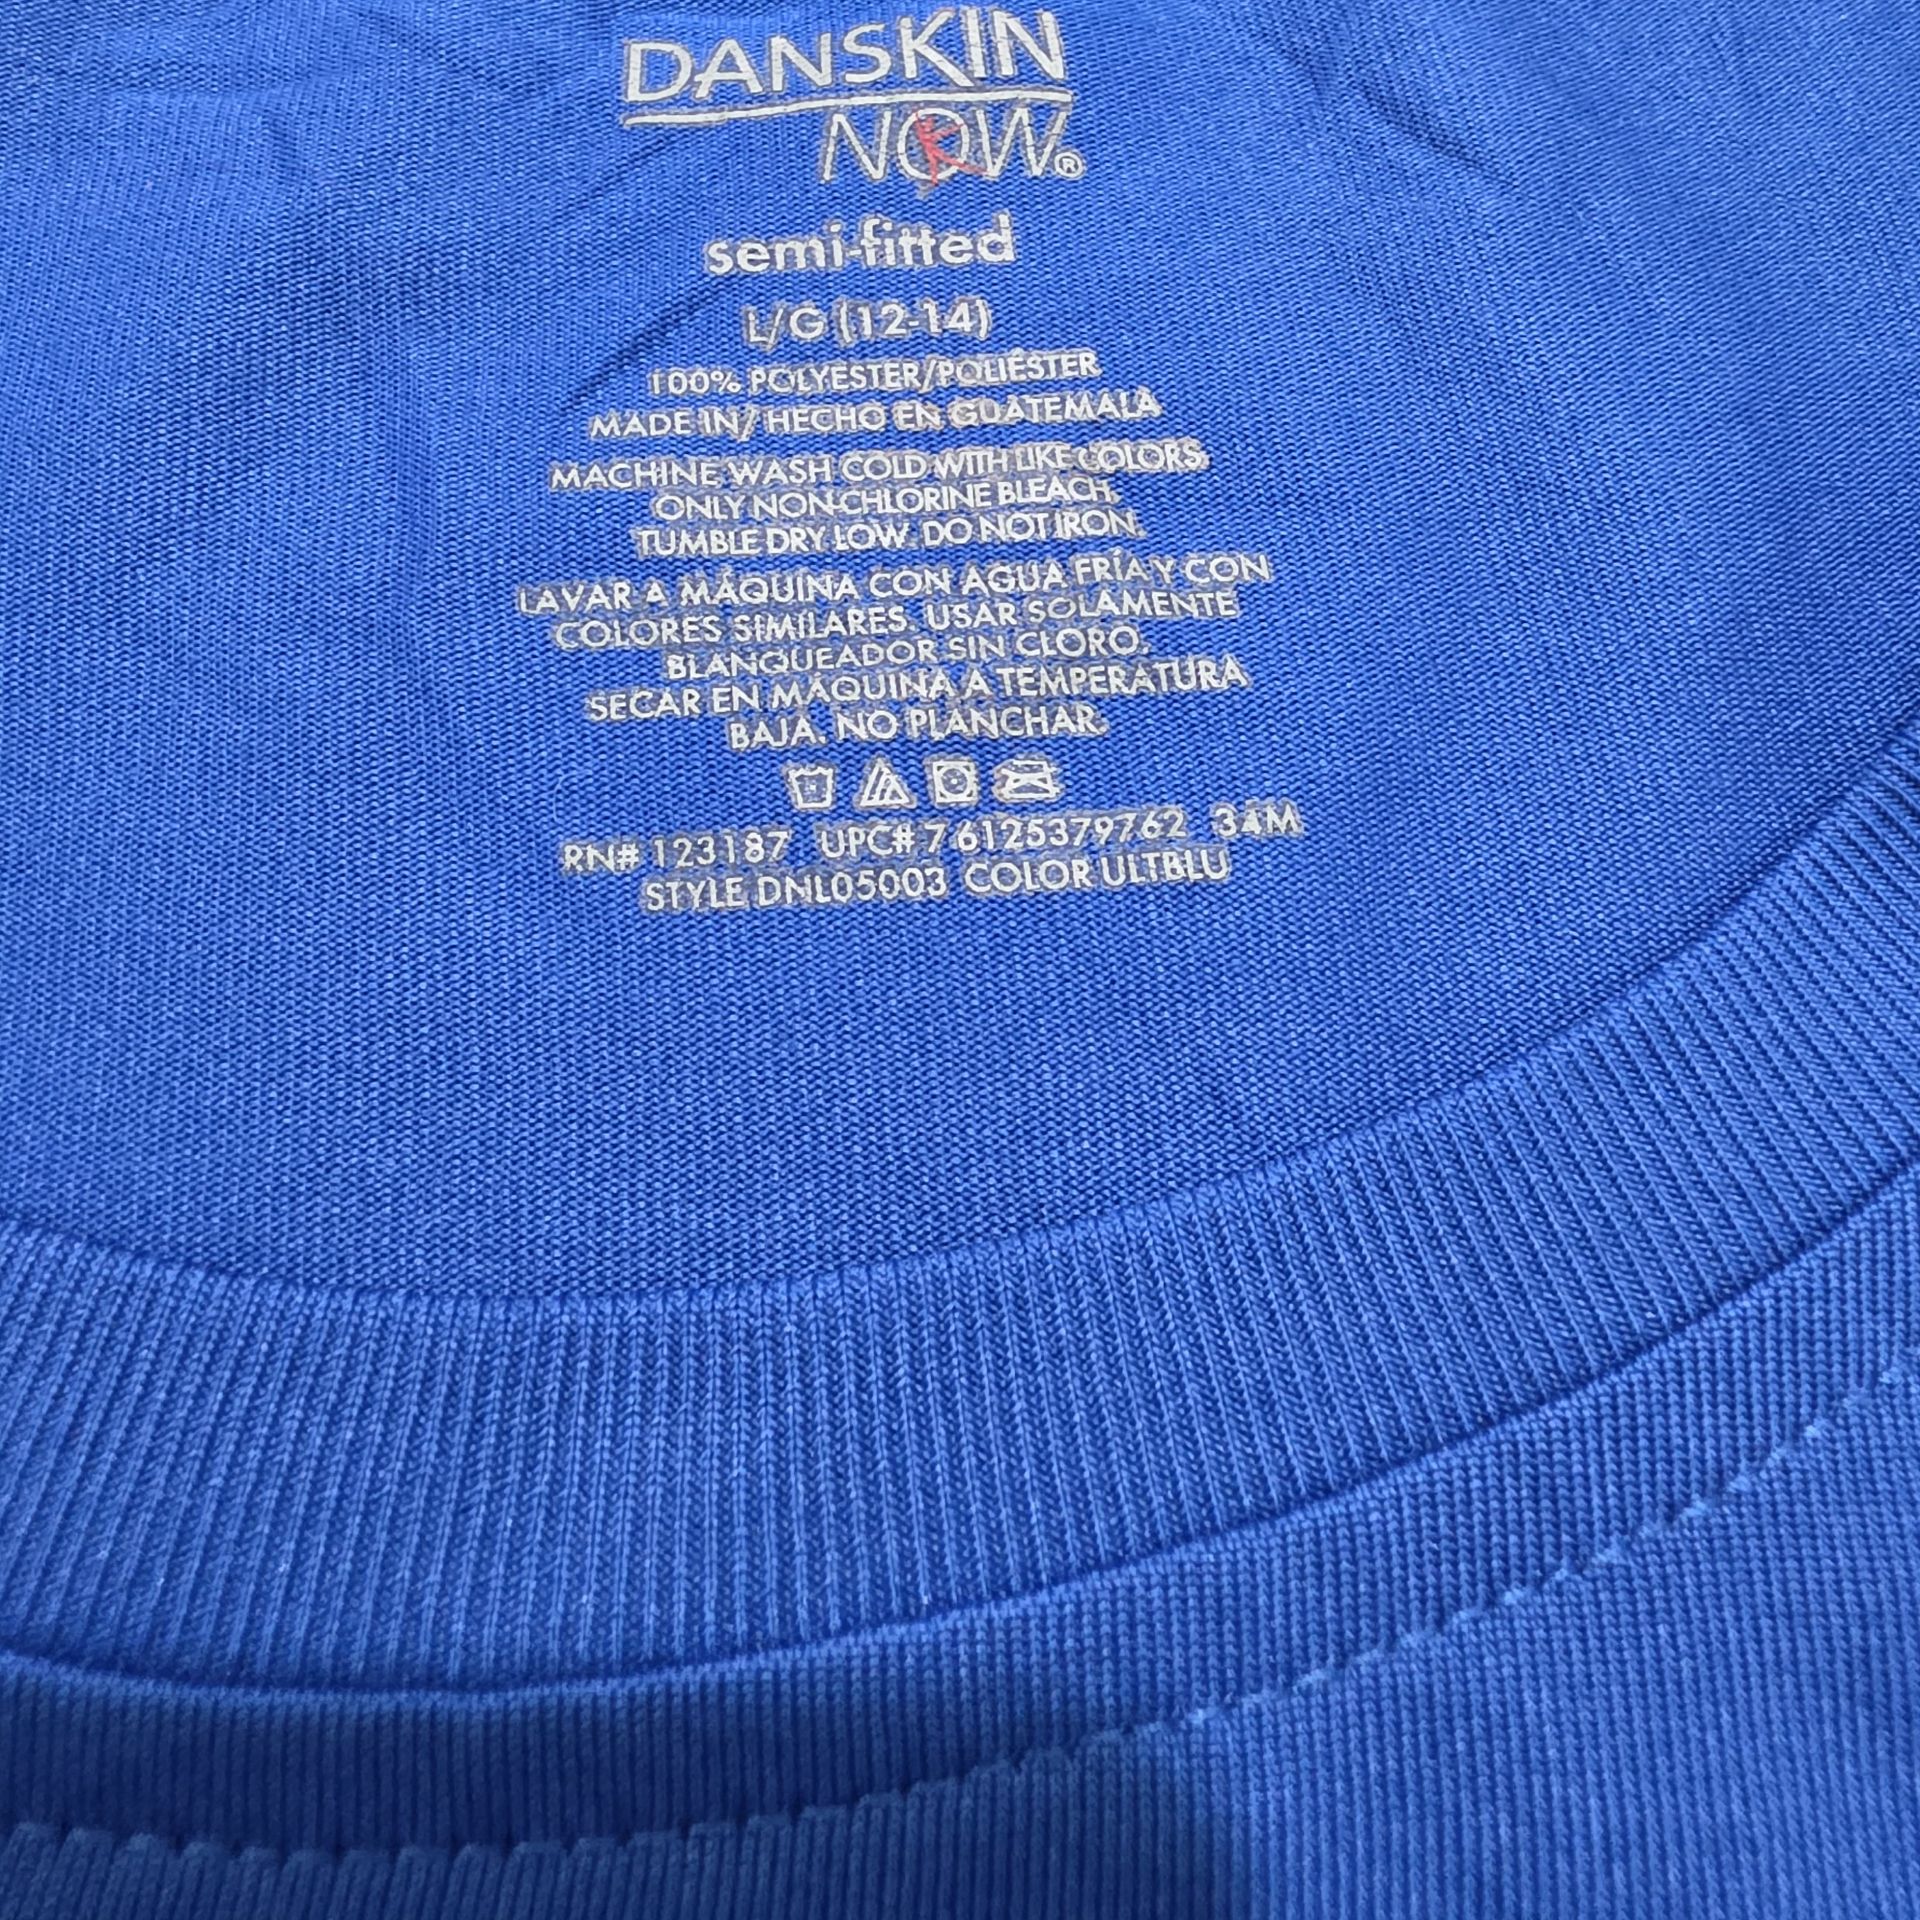 DANSKIN
NOW®
semi-fitted
L/G (12-14)
100% POLYESTER/POLIÉSTER
MADE IN/ HECHO EN GUATEMALA
MACHINE WASH COLD WITH LIKE COLORS.
ONLY NON-CHLORINE BLEACH.
TUMBLE DRY LOW. DO NOT IRON.
LAVAR A MÁQUINA CON AGUA FRÍA Y CON
COLORES SIMILARES. USAR SOLAMENTE
BLANQUEADOR SIN CLORO.
SECAR EN MÁQUINA A TEMPERATURA
BAJA. NO PLANCHAR.
RN# 123187 UPC# 7 6125379762 34M
STYLE DNL05003 COLOR ULTBLU